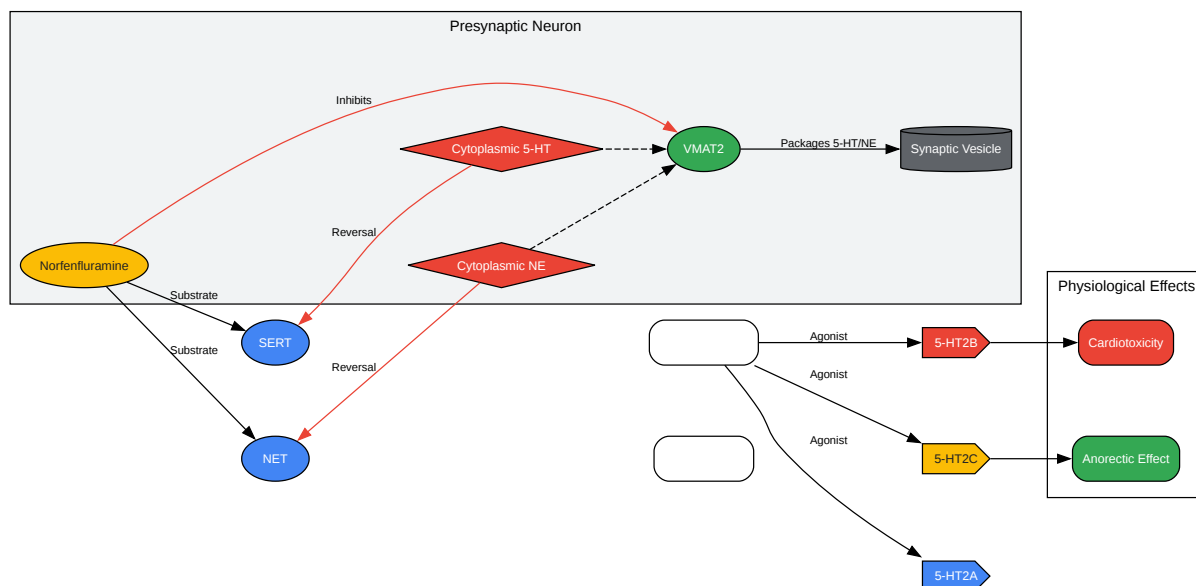 Presynaptic Neuron
Inhibits
Cytoplasmic 5-HT
VMAT2
Packages 5-HT/NE
Synaptic Vesicle
Reversal
Norfenfluramine
Cytoplasmic NE
Substrate
Physiological Effects
SERT
Substrate
Reversal
Agonist
5-HT2B
Cardiotoxicity
Agonist
Agonist
NET
5-HT2C
Anorectic Effect
5-HT2A